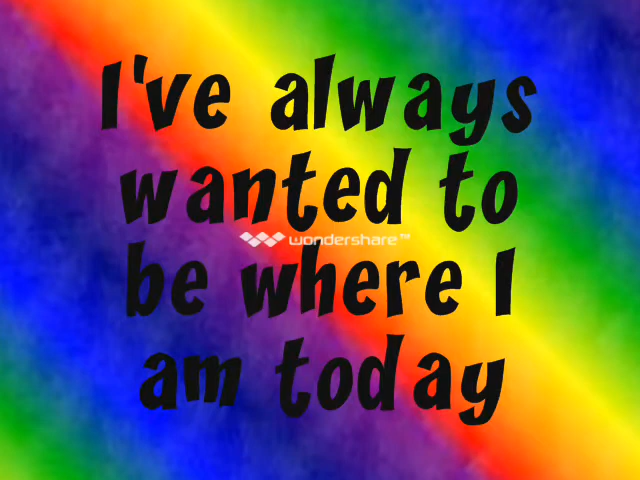 I've always
wanted to
wondershare™
be where I
am today